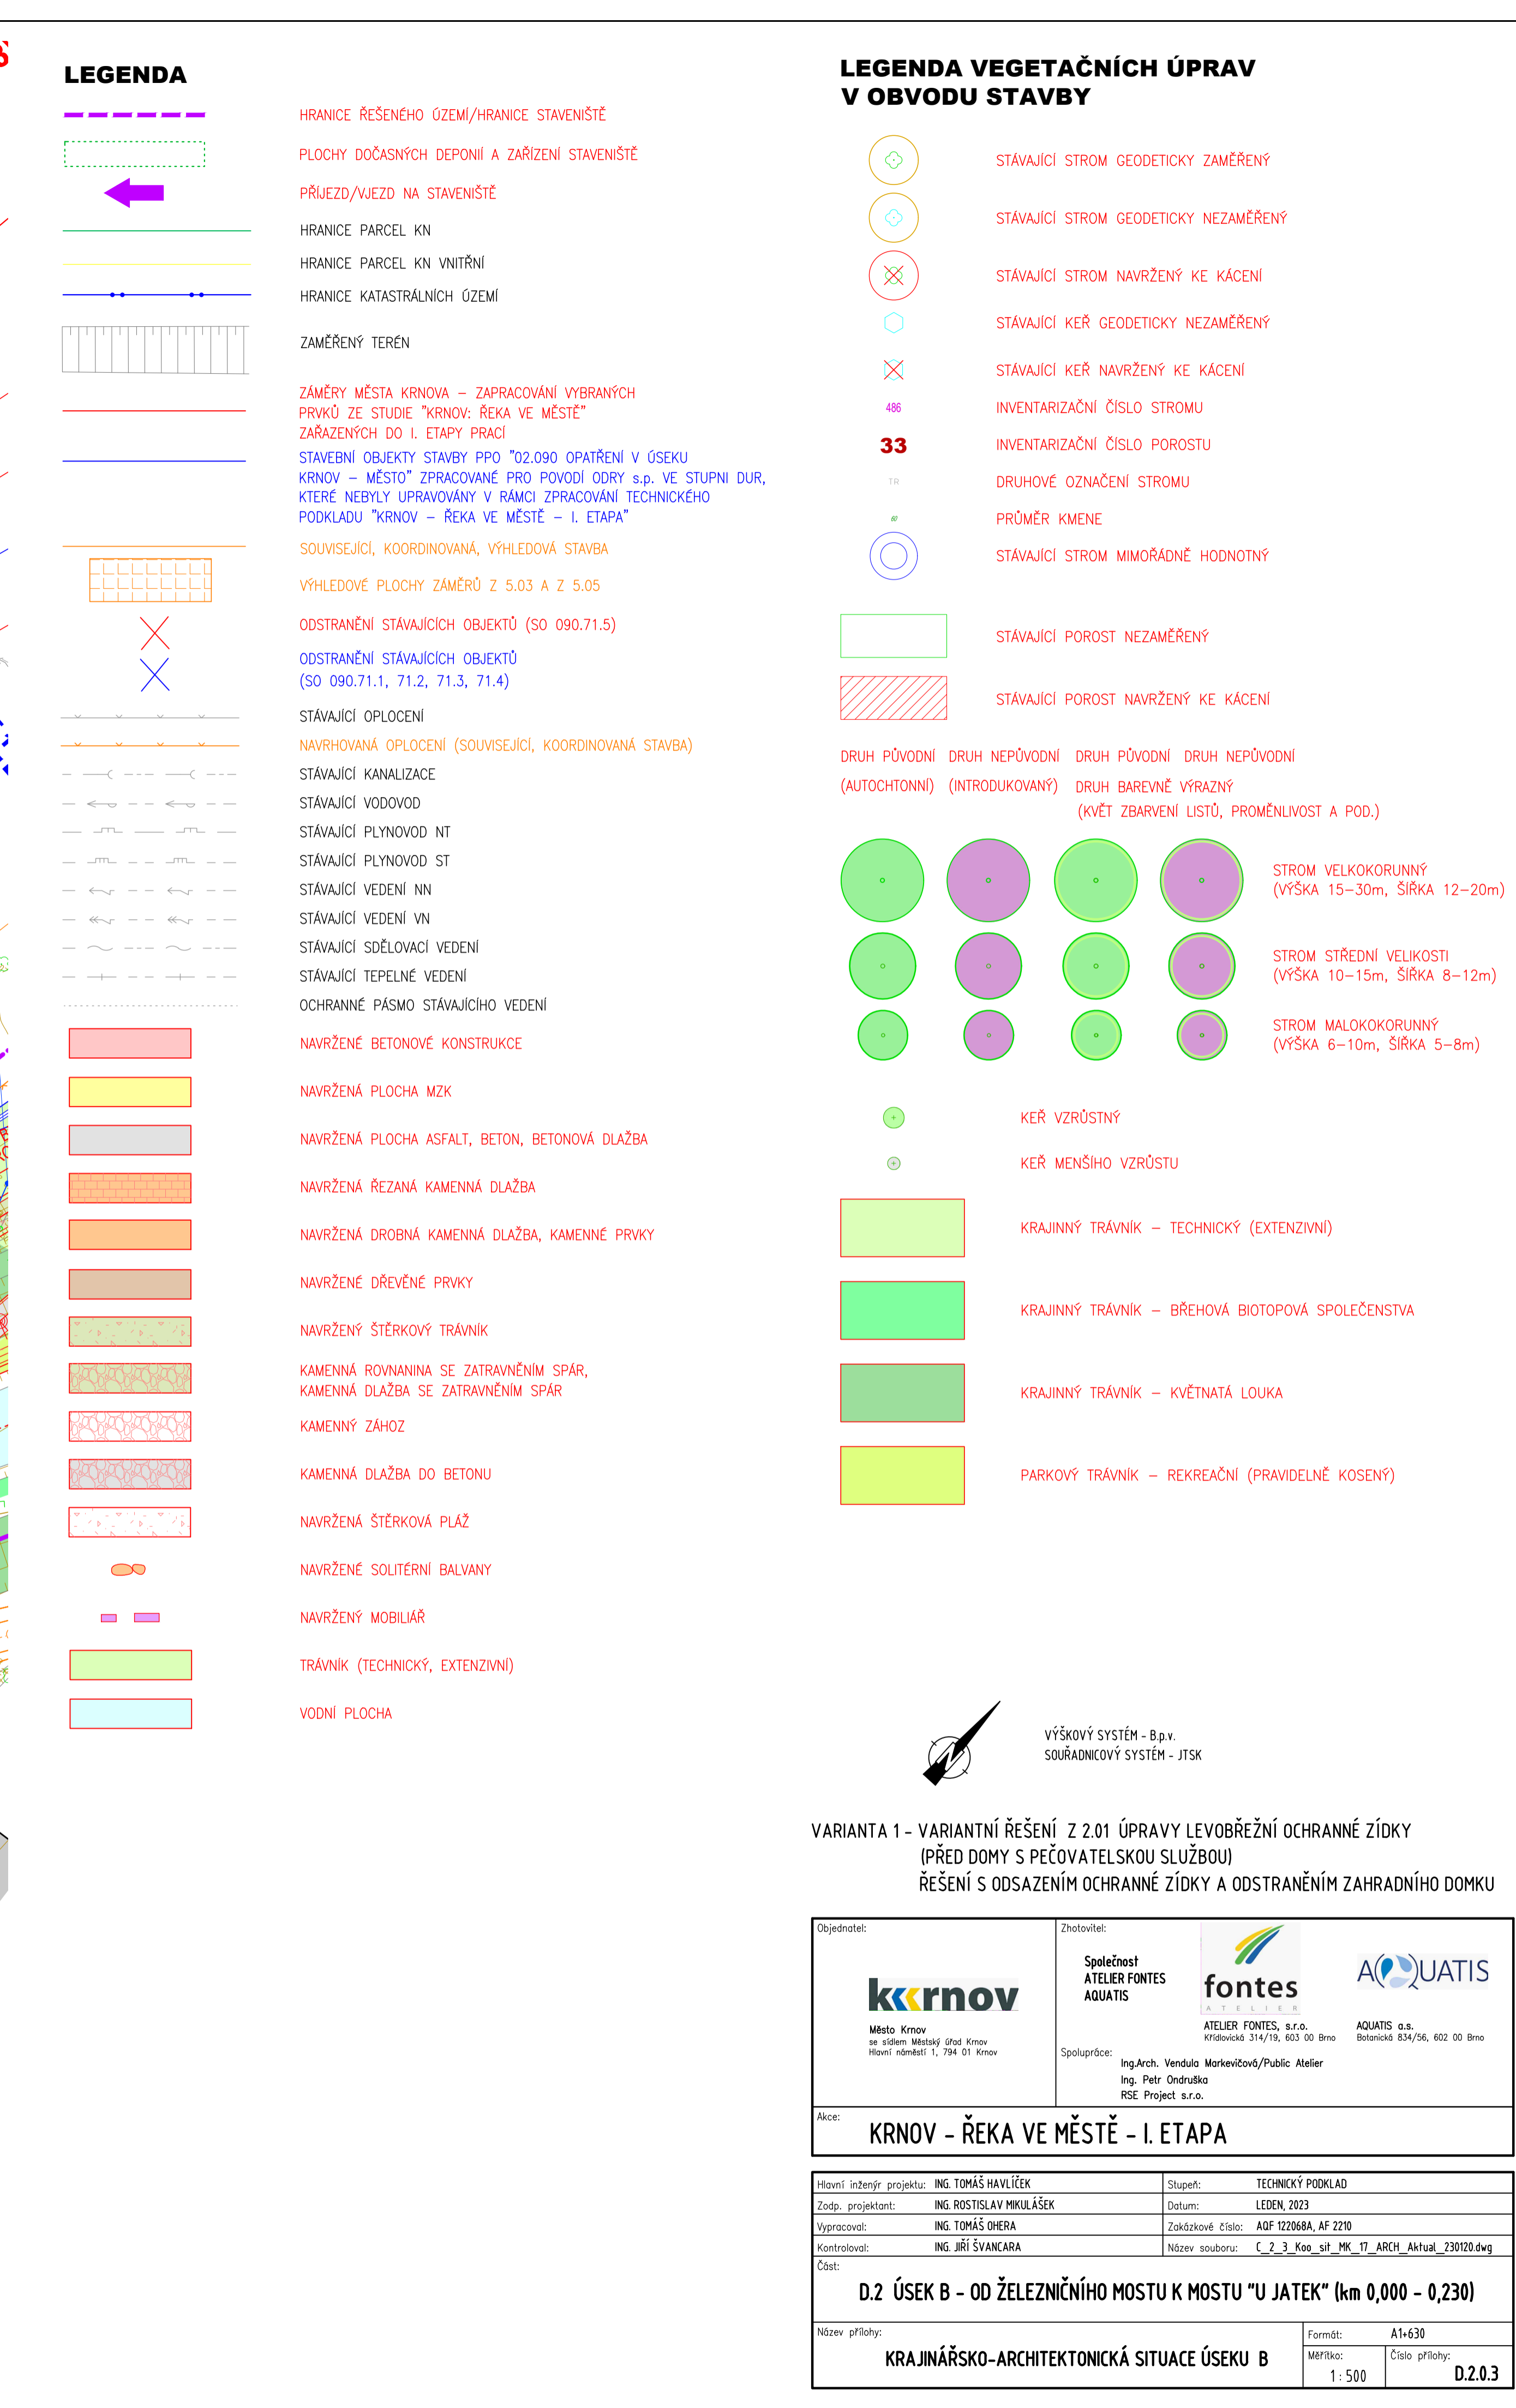 LEGENDA
HRANICE ŘEŠENÉHO ÚZEMÍ/HRANICE STAVENIŠTĚ
PLOCHY DOČASNÝCH DEPONIÍ A ZAŘÍZENÍ STAVENIŠTĚ
PŘÍJEZD/VJEZD NA STAVENIŠTĚ
HRANICE PARCEL KN
HRANICE PARCEL KN VNITŘNÍ
HRANICE KATASTRÁLNÍCH ÚZEMÍ
ZAMĚŘENÝ TERÉN
ZÁMĚRY MĚSTA KRNOVA – ZAPRACOVÁNÍ VYBRANÝCH
PRVKŮ ZE STUDIE "KRNOV: ŘEKA VE MĚSTĚ"
ZAŘAZENÝCH DO I. ETAPY PRACÍ
STAVEBNÍ OBJEKTY STAVBY PPO "02.090 OPATŘENÍ V ÚSEKU
KRNOV – MĚSTO" ZPRACOVANÉ PRO POVODÍ ODRY s.p. VE STUPNI DUR,
KTERÉ NEBYLY UPRAVOVÁNY V RÁMCI ZPRACOVÁNÍ TECHNICKÉHO
PODKLADU "KRNOV – ŘEKA VE MĚSTĚ – I. ETAPA"
SOUVISEJÍCÍ, KOORDINOVANÁ, VÝHLEDOVÁ STAVBA
VÝHLEDOVÉ PLOCHY ZÁMĚRŮ Z 5.03 A Z 5.05
ODSTRANĚNÍ STÁVAJÍCÍCH OBJEKTŮ (SO 090.71.5)
ODSTRANĚNÍ STÁVAJÍCÍCH OBJEKTŮ
(SO 090.71.1, 71.2, 71.3, 71.4)
STÁVAJÍCÍ OPLOCENÍ
NAVRHOVANÁ OPLOCENÍ (SOUVISEJÍCÍ, KOORDINOVANÁ STAVBA)
STÁVAJÍCÍ KANALIZACE
STÁVAJÍCÍ VODOVOD
STÁVAJÍCÍ PLYNOVOD NT
STÁVAJÍCÍ PLYNOVOD ST
STÁVAJÍCÍ VEDENÍ NN
STÁVAJÍCÍ VEDENÍ VN
STÁVAJÍCÍ SDĚLOVACÍ VEDENÍ
STÁVAJÍCÍ TEPELNÉ VEDENÍ
OCHRANNÉ PÁSMO STÁVAJÍCÍHO VEDENÍ
NAVRŽENÉ BETONOVÉ KONSTRUKCE
NAVRŽENÁ PLOCHA MZK
NAVRŽENÁ PLOCHA ASFALT, BETON, BETONOVÁ DLAŽBA
NAVRŽENÁ ŘEZANÁ KAMENNÁ DLAŽBA
NAVRŽENÁ DROBNÁ KAMENNÁ DLAŽBA, KAMENNÉ PRVKY
NAVRŽENÉ DŘEVĚNÉ PRVKY
NAVRŽENÝ ŠTĚRKOVÝ TRÁVNÍK
KAMENNÁ ROVNANINA SE ZATRAVNĚNÍM SPÁR,
KAMENNÁ DLAŽBA SE ZATRAVNĚNÍM SPÁR
KAMENNÝ ZÁHOZ
KAMENNÁ DLAŽBA DO BETONU
NAVRŽENÁ ŠTĚRKOVÁ PLÁŽ
NAVRŽENÉ SOLITÉRNÍ BALVANY
NAVRŽENÝ MOBILIÁŘ
TRÁVNÍK (TECHNICKÝ, EXTENZIVNÍ)
VODNÍ PLOCHA
LEGENDA VEGETAČNÍCH ÚPRAV
V OBVODU STAVBY
STÁVAJÍCÍ STROM GEODETICKY ZAMĚŘENÝ
STÁVAJÍCÍ STROM GEODETICKY NEZAMĚŘENÝ
STÁVAJÍCÍ STROM NAVRŽENÝ KE KÁCENÍ
STÁVAJÍCÍ KEŘ GEODETICKY NEZAMĚŘENÝ
STÁVAJÍCÍ KEŘ NAVRŽENÝ KE KÁCENÍ
486 INVENTARIZAČNÍ ČÍSLO STROMU
33 INVENTARIZAČNÍ ČÍSLO POROSTU
TR DRUHOVÉ OZNAČENÍ STROMU
60 PRŮMĚR KMENE
STÁVAJÍCÍ STROM MIMOŘÁDNĚ HODNOTNÝ
STÁVAJÍCÍ POROST NEZAMĚŘENÝ
STÁVAJÍCÍ POROST NAVRŽENÝ KE KÁCENÍ
DRUH PŮVODNÍ DRUH NEPŮVODNÍ DRUH PŮVODNÍ DRUH NEPŮVODNÍ
(AUTOCHTONNÍ) (INTRODUKOVANÝ) DRUH BAREVNĚ VÝRAZNÝ
(KVĚT ZBARVENÍ LISTŮ, PROMĚNLIVOST A POD.)
STROM VELKOKORUNNÝ
(VÝŠKA 15–30m, ŠÍŘKA 12–20m)
STROM STŘEDNÍ VELIKOSTI
(VÝŠKA 10–15m, ŠÍŘKA 8–12m)
STROM MALOKOKORUNNÝ
(VÝŠKA 6–10m, ŠÍŘKA 5–8m)
KEŘ VZRŮSTNÝ
KEŘ MENŠÍHO VZRŮSTU
KRAJINNÝ TRÁVNÍK – TECHNICKÝ (EXTENZIVNÍ)
KRAJINNÝ TRÁVNÍK – BŘEHOVÁ BIOTOPOVÁ SPOLEČENSTVA
KRAJINNÝ TRÁVNÍK – KVĚTNATÁ LOUKA
PARKOVÝ TRÁVNÍK – REKREAČNÍ (PRAVIDELNĚ KOSENÝ)
VÝŠKOVÝ SYSTÉM - B.p.v.
SOUŘADNICOVÝ SYSTÉM - JTSK
VARIANTA 1 - VARIANTNÍ ŘEŠENÍ Z 2.01 ÚPRAVY LEVOBŘEŽNÍ OCHRANNÉ ZÍDKY
(PŘED DOMY S PEČOVATELSKOU SLUŽBOU)
ŘEŠENÍ S ODSAZENÍM OCHRANNÉ ZÍDKY A ODSTRANĚNÍM ZAHRADNÍHO DOMKU
Objednatel:
krnov
Město Krnov
se sídlem Městský úřad Krnov
Hlavní náměstí 1, 794 01 Krnov
Zhotovitel:
Společnost
ATELIER FONTES
AQUATIS
fontes
ATELIER
ATELIER FONTES, s.r.o.
Křídlovická 314/19, 603 00 Brno
AQUATIS
AQUATIS a.s.
Botanická 834/56, 602 00 Brno
Spolupráce:
Ing.Arch. Vendula Markevičová/Public Atelier
Ing. Petr Ondruška
RSE Project s.r.o.
Akce:
KRNOV - ŘEKA VE MĚSTĚ - I. ETAPA
Hlavní inženýr projektu: ING. TOMÁŠ HAVLÍČEK Stupeň: TECHNICKÝ PODKLAD
Zodp. projektant: ING. ROSTISLAV MIKULÁŠEK Datum: LEDEN, 2023
Vypracoval: ING. TOMÁŠ OHERA Zakázkové číslo: AQF 122068A, AF 2210
Kontroloval: ING. JIŘÍ ŠVANCARA Název souboru: C_2_3_Koo_sit_MK_17_ARCH_Aktual_230120.dwg
Část:
D.2 ÚSEK B - OD ŽELEZNIČNÍHO MOSTU K MOSTU "U JATEK" (km 0,000 - 0,230)
Název přílohy:
KRAJINÁŘSKO-ARCHITEKTONICKÁ SITUACE ÚSEKU B
Formát: A1+630
Měřítko: 1 : 500
Číslo přílohy: D.2.0.3